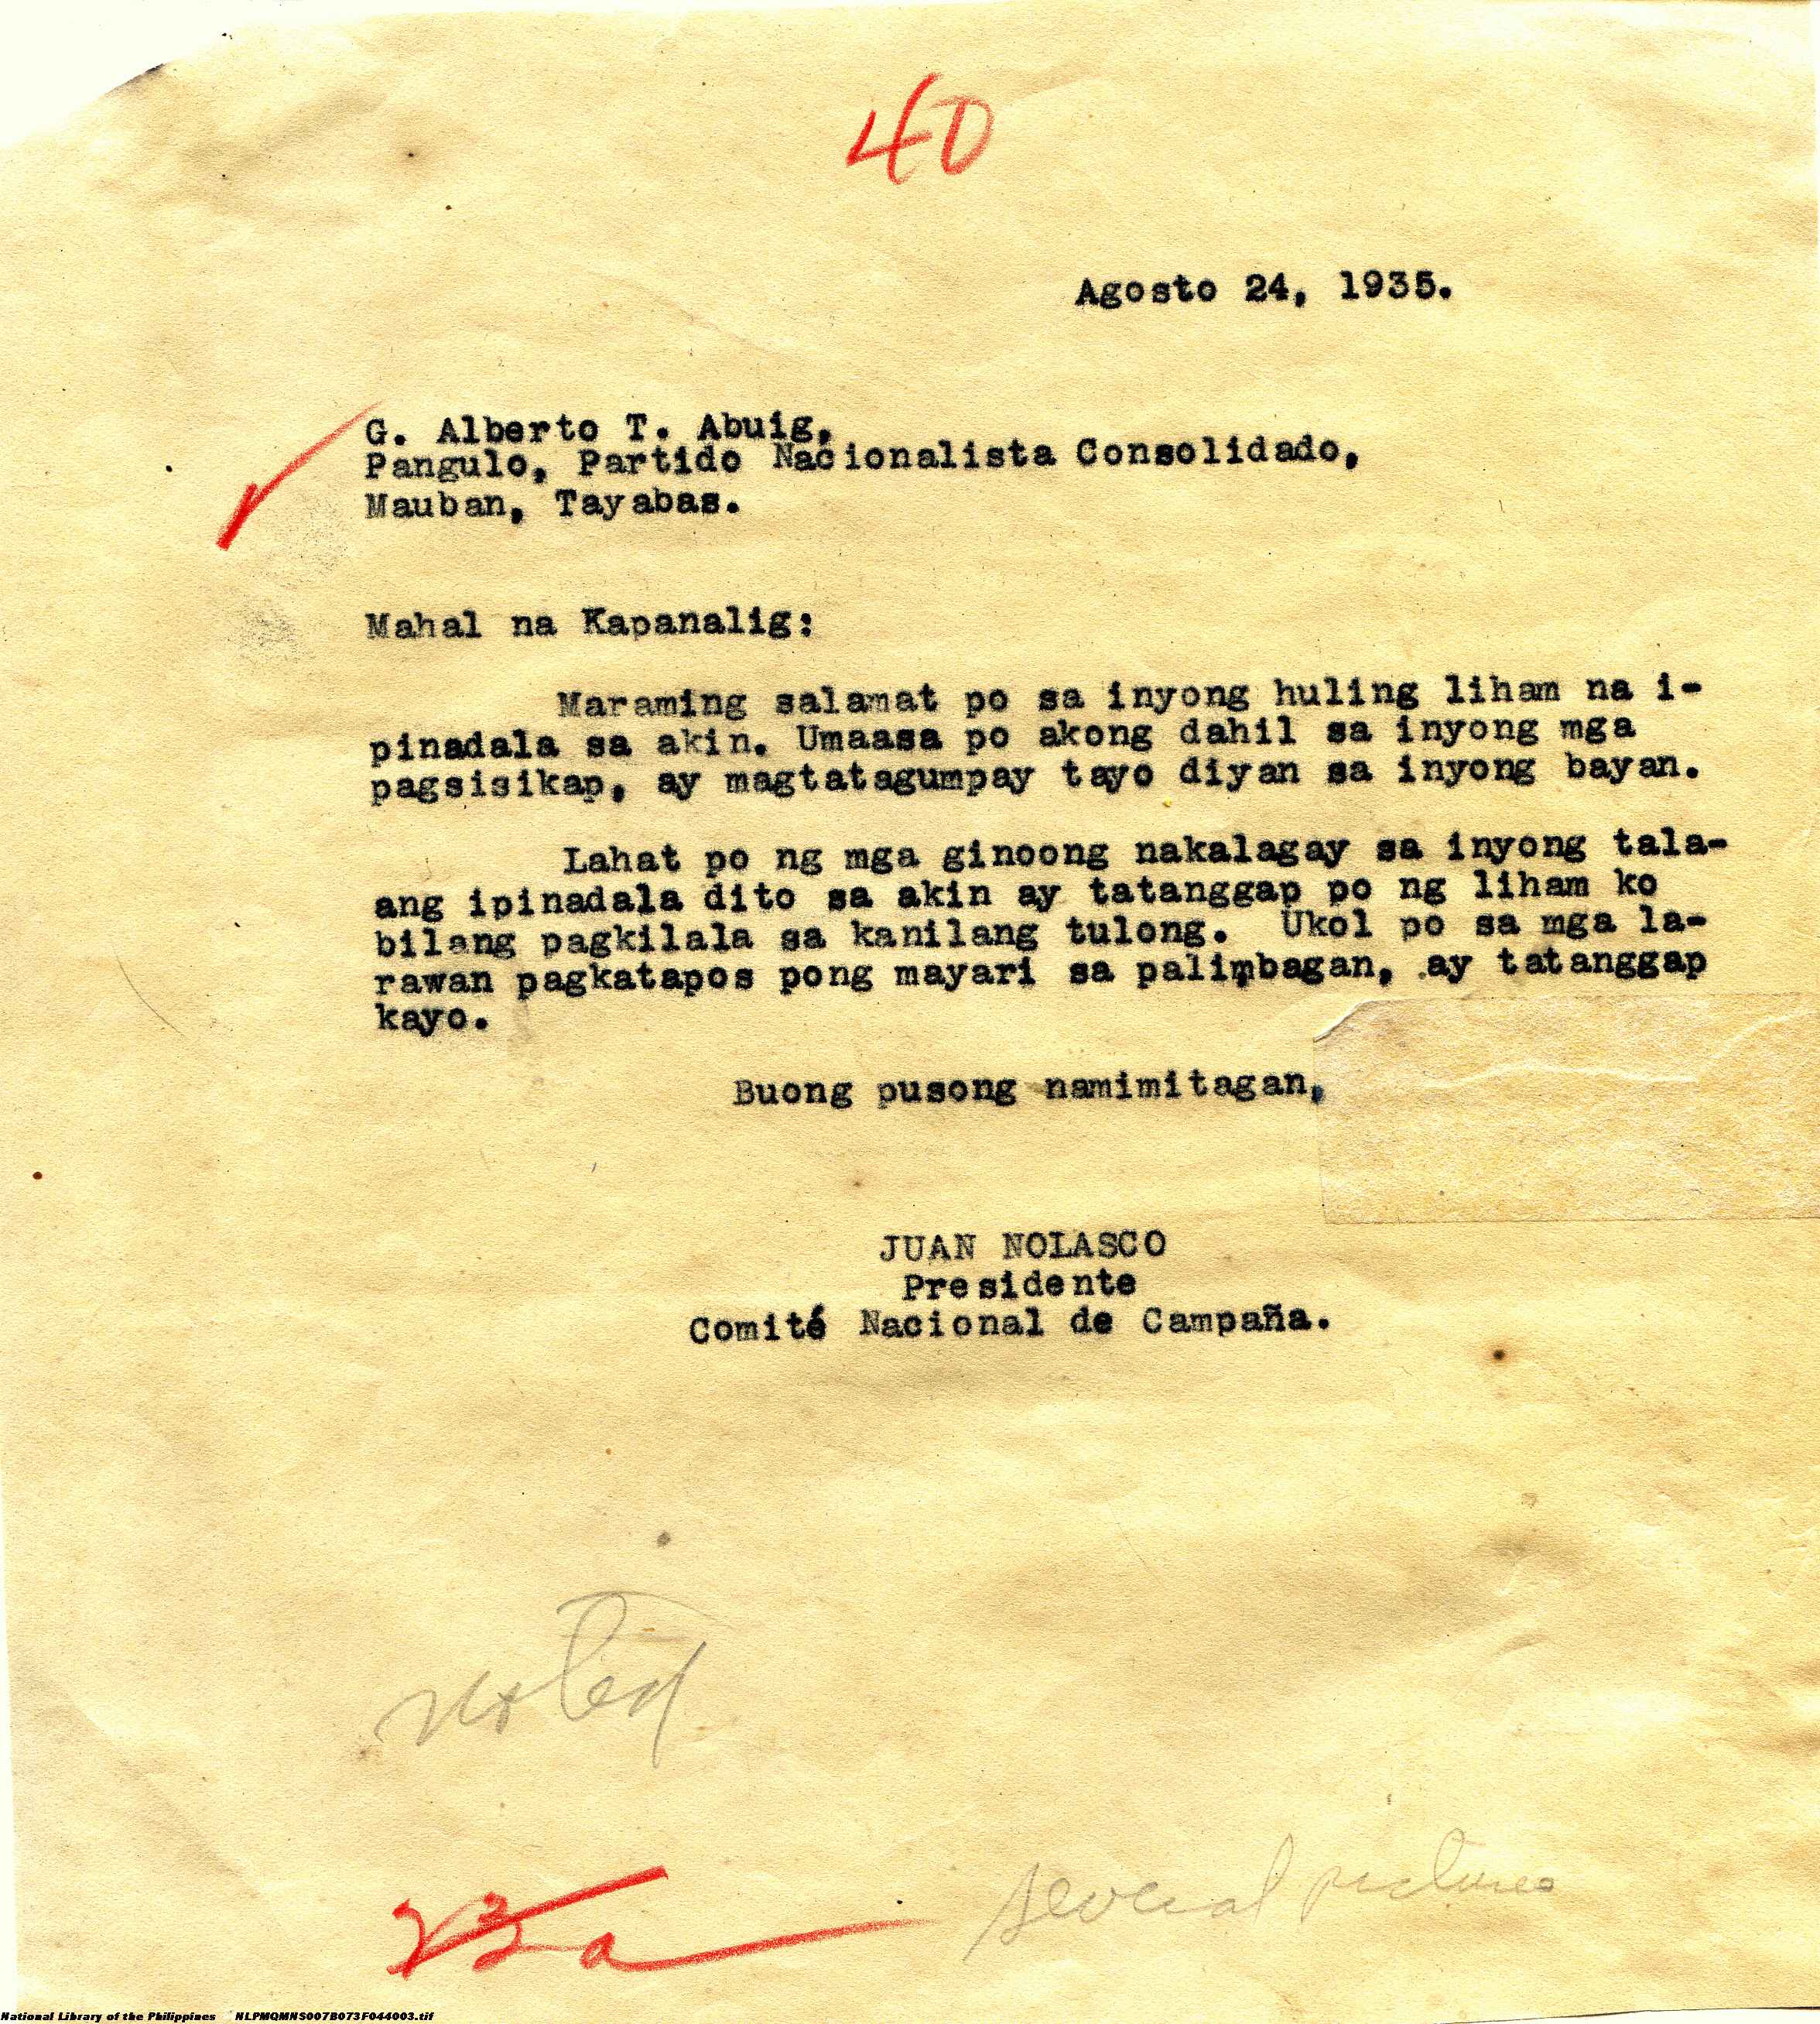 40
Agosto 24, 1935.
G. Alberto T. Abuig,
Pangulo, Partido Nacionalista Consolidado,
Mauban, Tayabas.
Mahal na Kapanalig:
Maraming salamat po sa inyong huling liham na i-
pinadala sa akin. Umaasa po akong dahil sa inyong mga
pagsisikap, ay magtatagumpay tayo diyan sa inyong bayan.
Lahat po ng mga ginoong nakalagay sa inyong tala-
ang ipinadala dito sa akin ay tatanggap po ng liham ko
bilang pagkilala sa kanilang tulong. Ukol po sa mga la-
rawan pagkatapos pong mayari sa palimbagan, ay tatanggap
kayo.
Buong pusong namimitagan,
JUAN NOLASCO
Presidente
Comité Nacional de Campaña.
noted
several pictures
National Library of the Philippines NLPMQMNS007B073F044003.tif